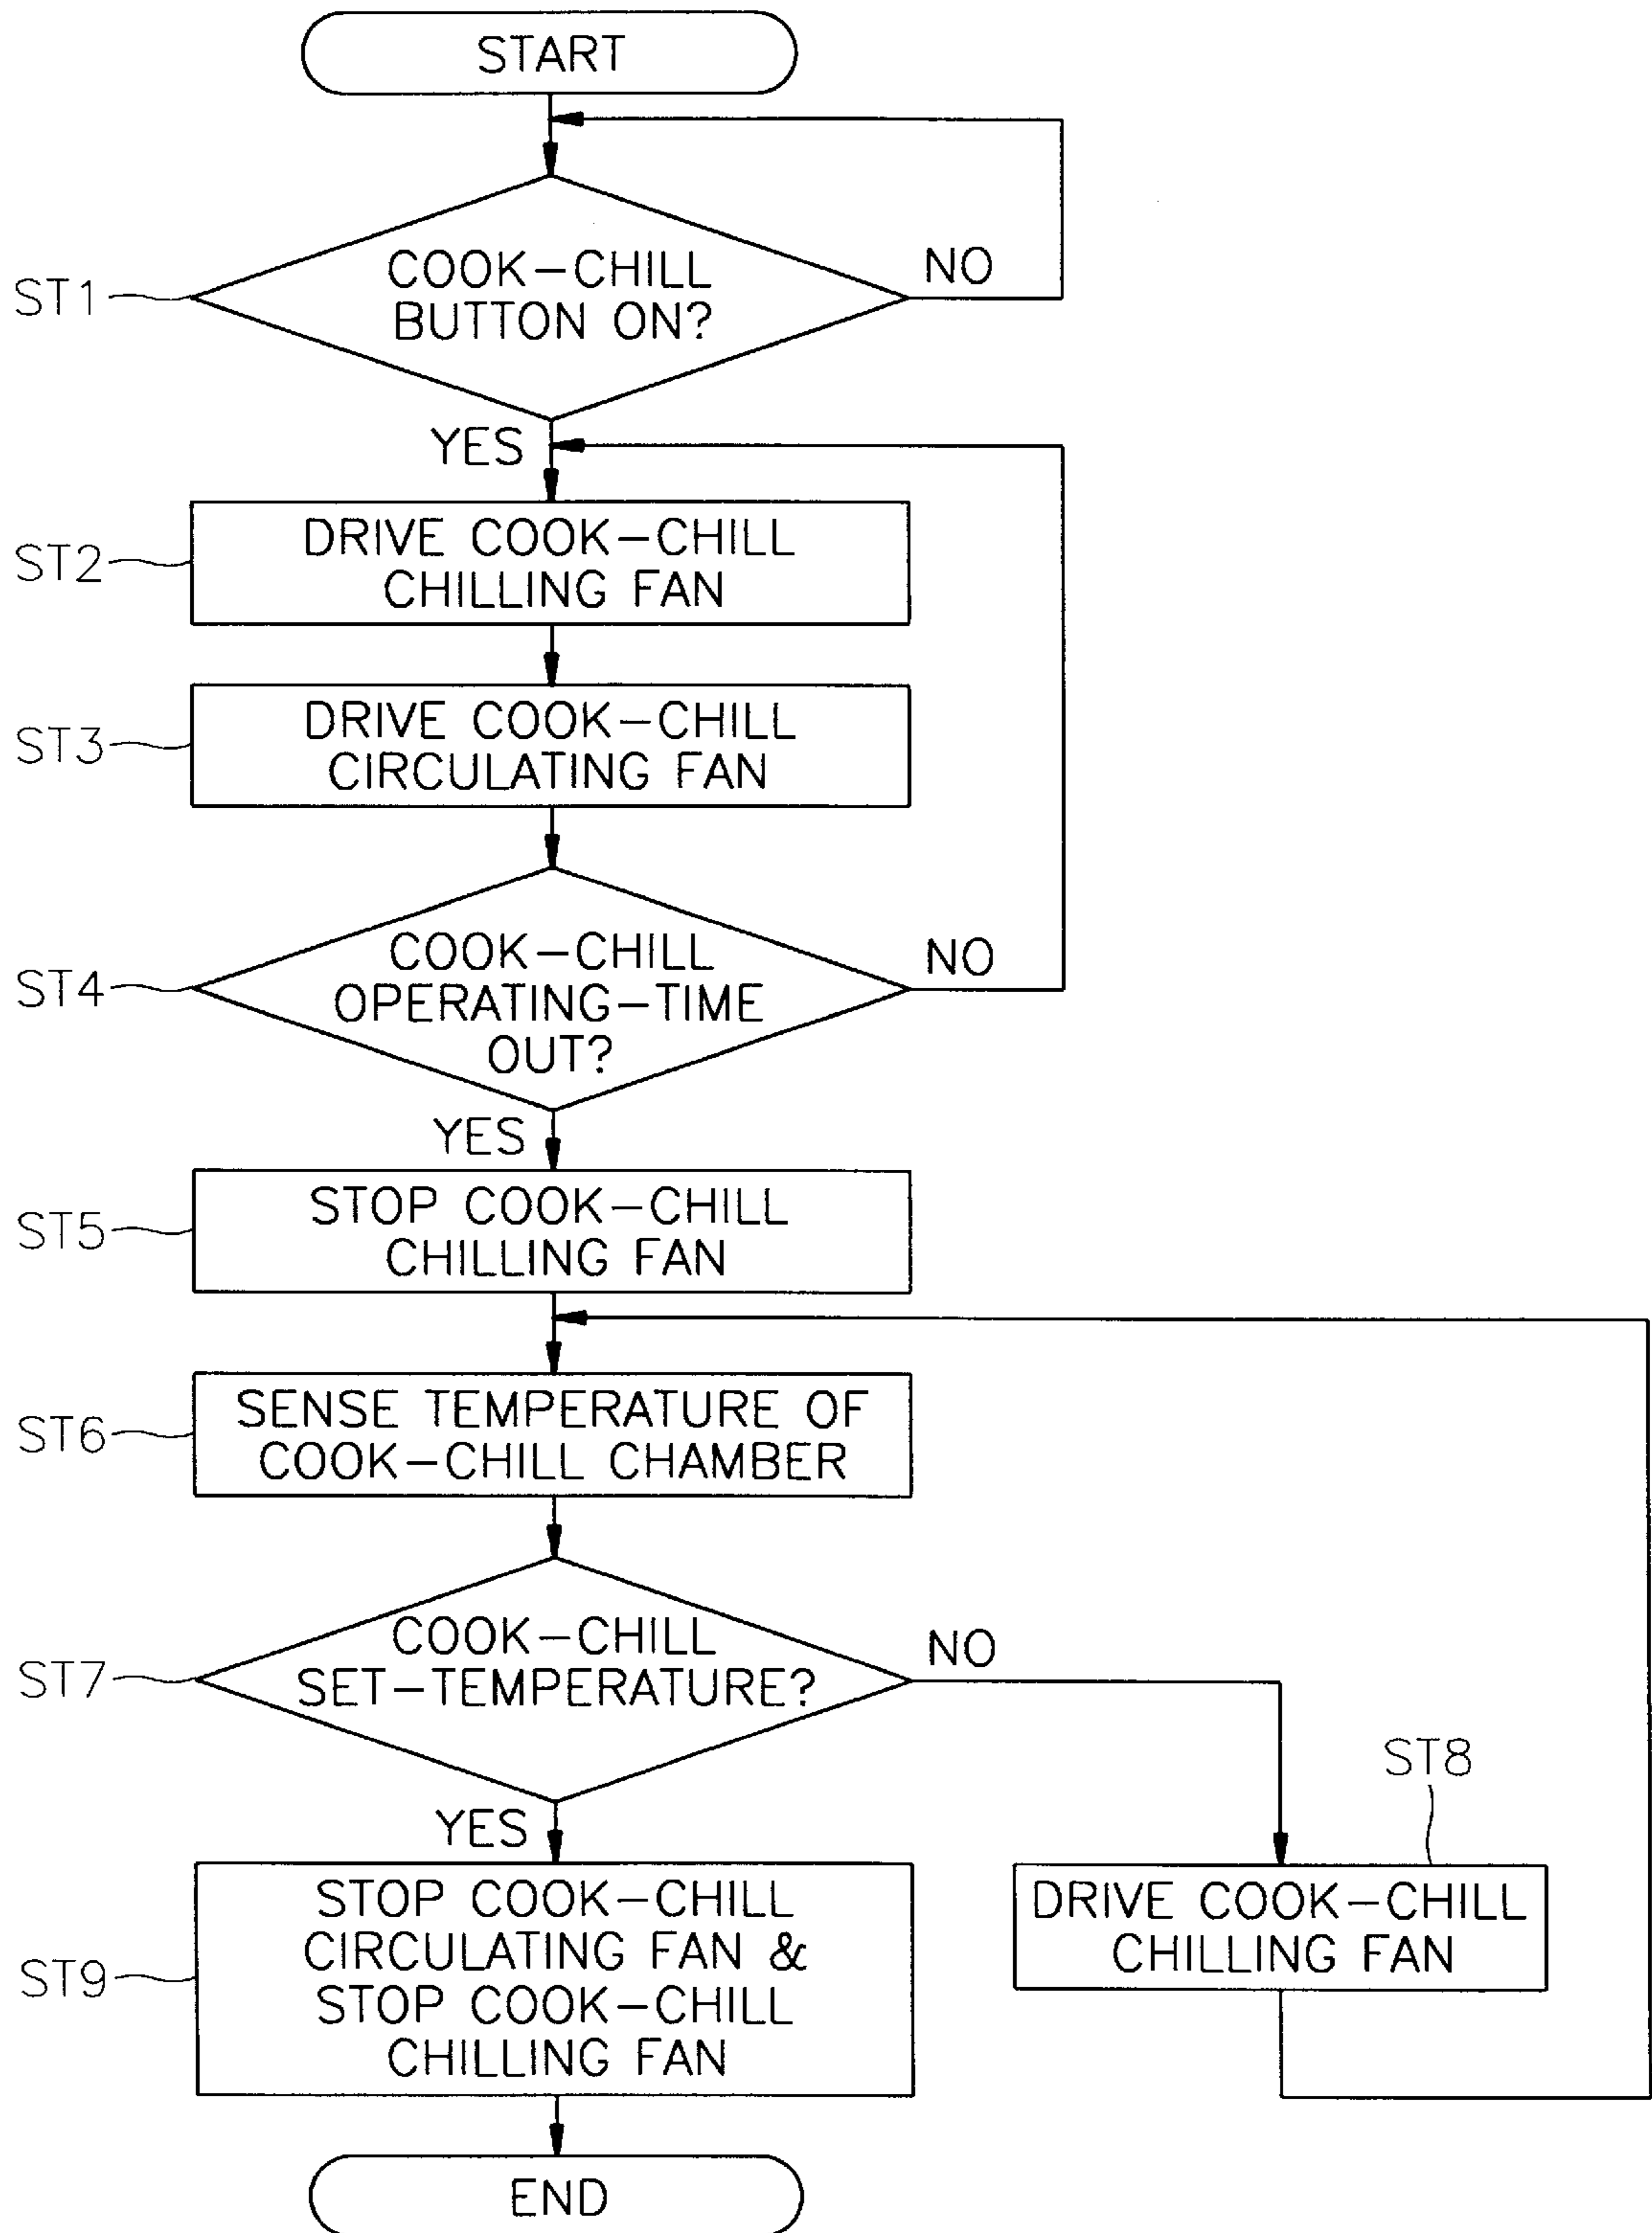 START
COOK-CHILL
BUTTON ON?
NO
ST1
YES
DRIVE COOK-CHILL
CHILLING FAN
ST2
DRIVE COOK-CHILL
CIRCULATING FAN
ST3
COOK-CHILL
OPERATING-TIME
OUT?
NO
ST4
YES
STOP COOK-CHILL
CHILLING FAN
ST5
SENSE TEMPERATURE OF
COOK-CHILL CHAMBER
ST6
COOK-CHILL
SET-TEMPERATURE?
NO
ST7
ST8
YES
DRIVE COOK-CHILL
CHILLING FAN
STOP COOK-CHILL
CIRCULATING FAN &
STOP COOK-CHILL
CHILLING FAN
ST9
END